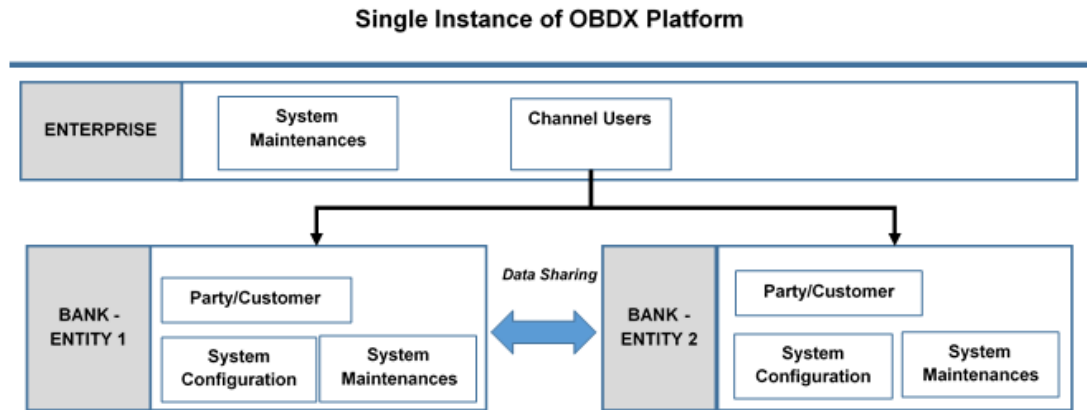 Single Instance of OBDX Platform
ENTERPRISE
System
Maintenances
Channel Users
BANK -
ENTITY 1
Party/Customer
System
Configuration
System
Maintenances
Data Sharing
BANK -
ENTITY 2
Party/Customer
System
Configuration
System
Maintenances